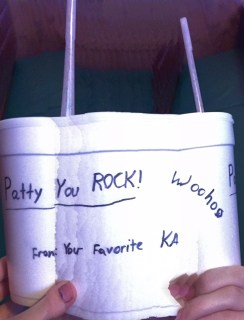 Patty You ROCK! Woohoo
From: Your Favorite KA
P